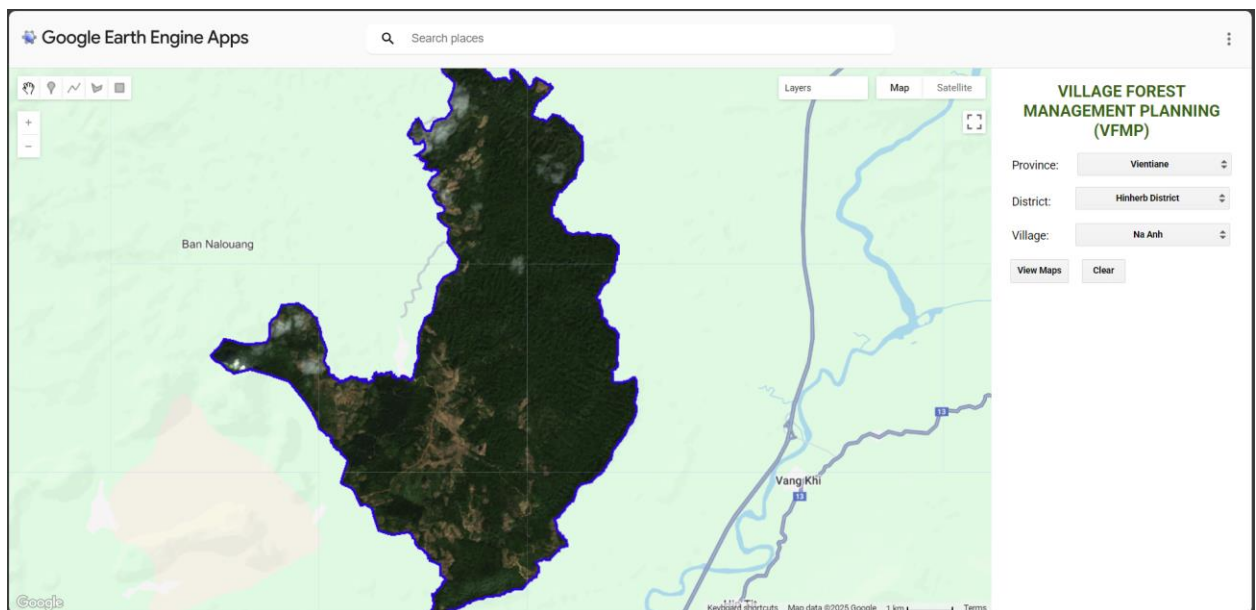 Google Earth Engine Apps
Search places
Layers
Map
Satellite
+
−
Ban Nalouang
13
Vang Khi
13
Google
Keyboard shortcuts
Map data ©2025 Google
1 km
Terms
VILLAGE FOREST
MANAGEMENT PLANNING
(VFMP)
Province:
Vientiane
District:
Hinherb District
Village:
Na Anh
View Maps
Clear